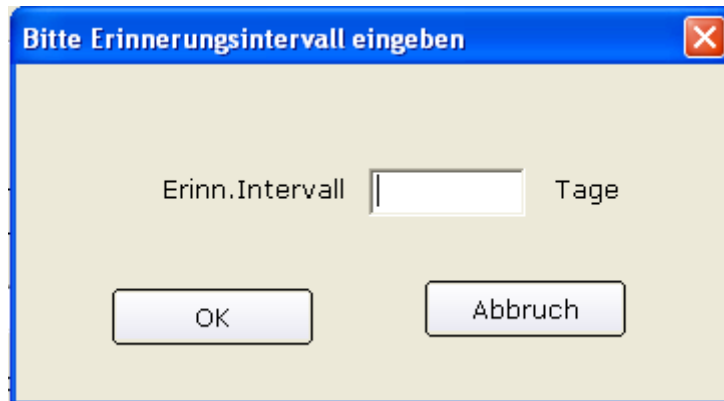 Bitte Erinnerungsintervall eingeben
Erinn.Intervall Tage
OK Abbruch